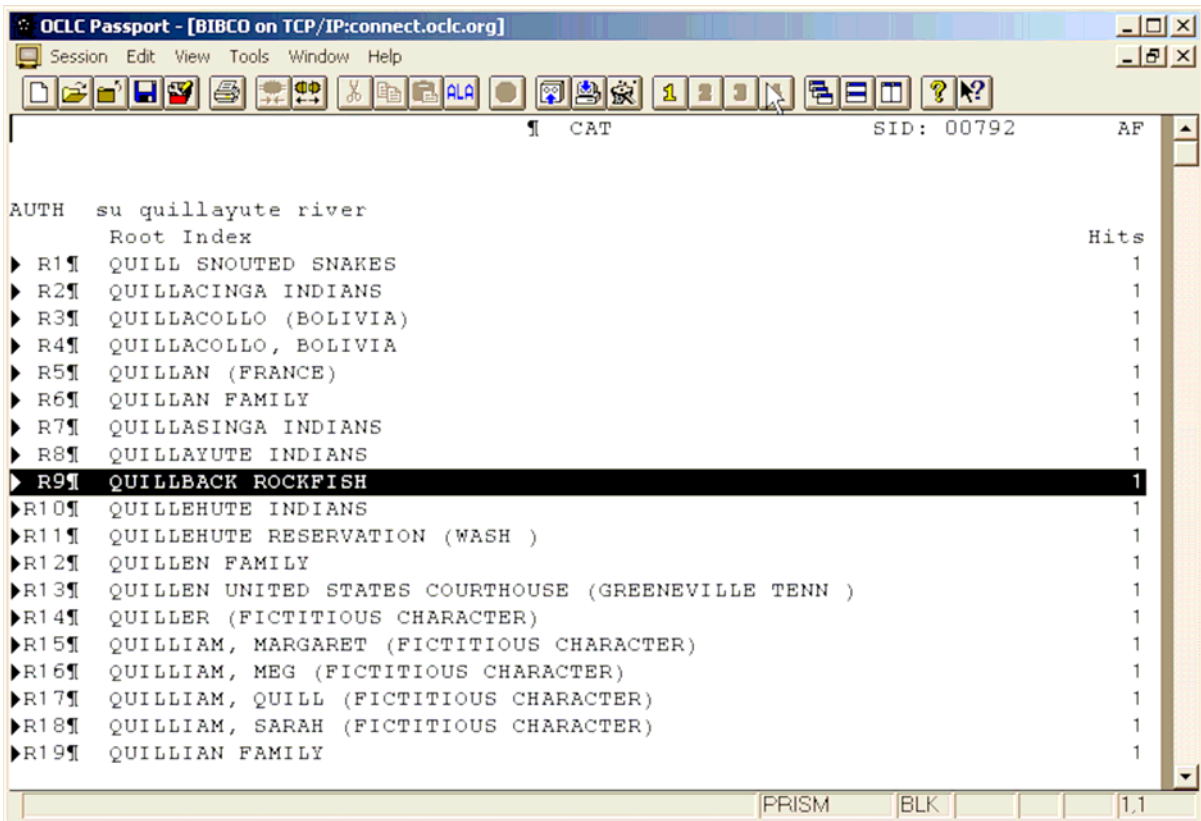 OCLC Passport - [BIBCO on TCP/IP:connect.oclc.org]
Session Edit View Tools Window Help
ALA 1 2 3
¶ CAT SID: 00792 AF
AUTH su quillayute river
Root Index Hits
R1¶ QUILL SNOUTED SNAKES 1
R2¶ QUILLACINGA INDIANS 1
R3¶ QUILLACOLLO (BOLIVIA) 1
R4¶ QUILLACOLLO, BOLIVIA 1
R5¶ QUILLAN (FRANCE) 1
R6¶ QUILLAN FAMILY 1
R7¶ QUILLASINGA INDIANS 1
R8¶ QUILLAYUTE INDIANS 1
R9¶ QUILLBACK ROCKFISH 1
R10¶ QUILLEHUTE INDIANS 1
R11¶ QUILLEHUTE RESERVATION (WASH ) 1
R12¶ QUILLEN FAMILY 1
R13¶ QUILLEN UNITED STATES COURTHOUSE (GREENEVILLE TENN ) 1
R14¶ QUILLER (FICTITIOUS CHARACTER) 1
R15¶ QUILLIAM, MARGARET (FICTITIOUS CHARACTER) 1
R16¶ QUILLIAM, MEG (FICTITIOUS CHARACTER) 1
R17¶ QUILLIAM, QUILL (FICTITIOUS CHARACTER) 1
R18¶ QUILLIAM, SARAH (FICTITIOUS CHARACTER) 1
R19¶ QUILLIAN FAMILY 1
PRISM BLK 1,1